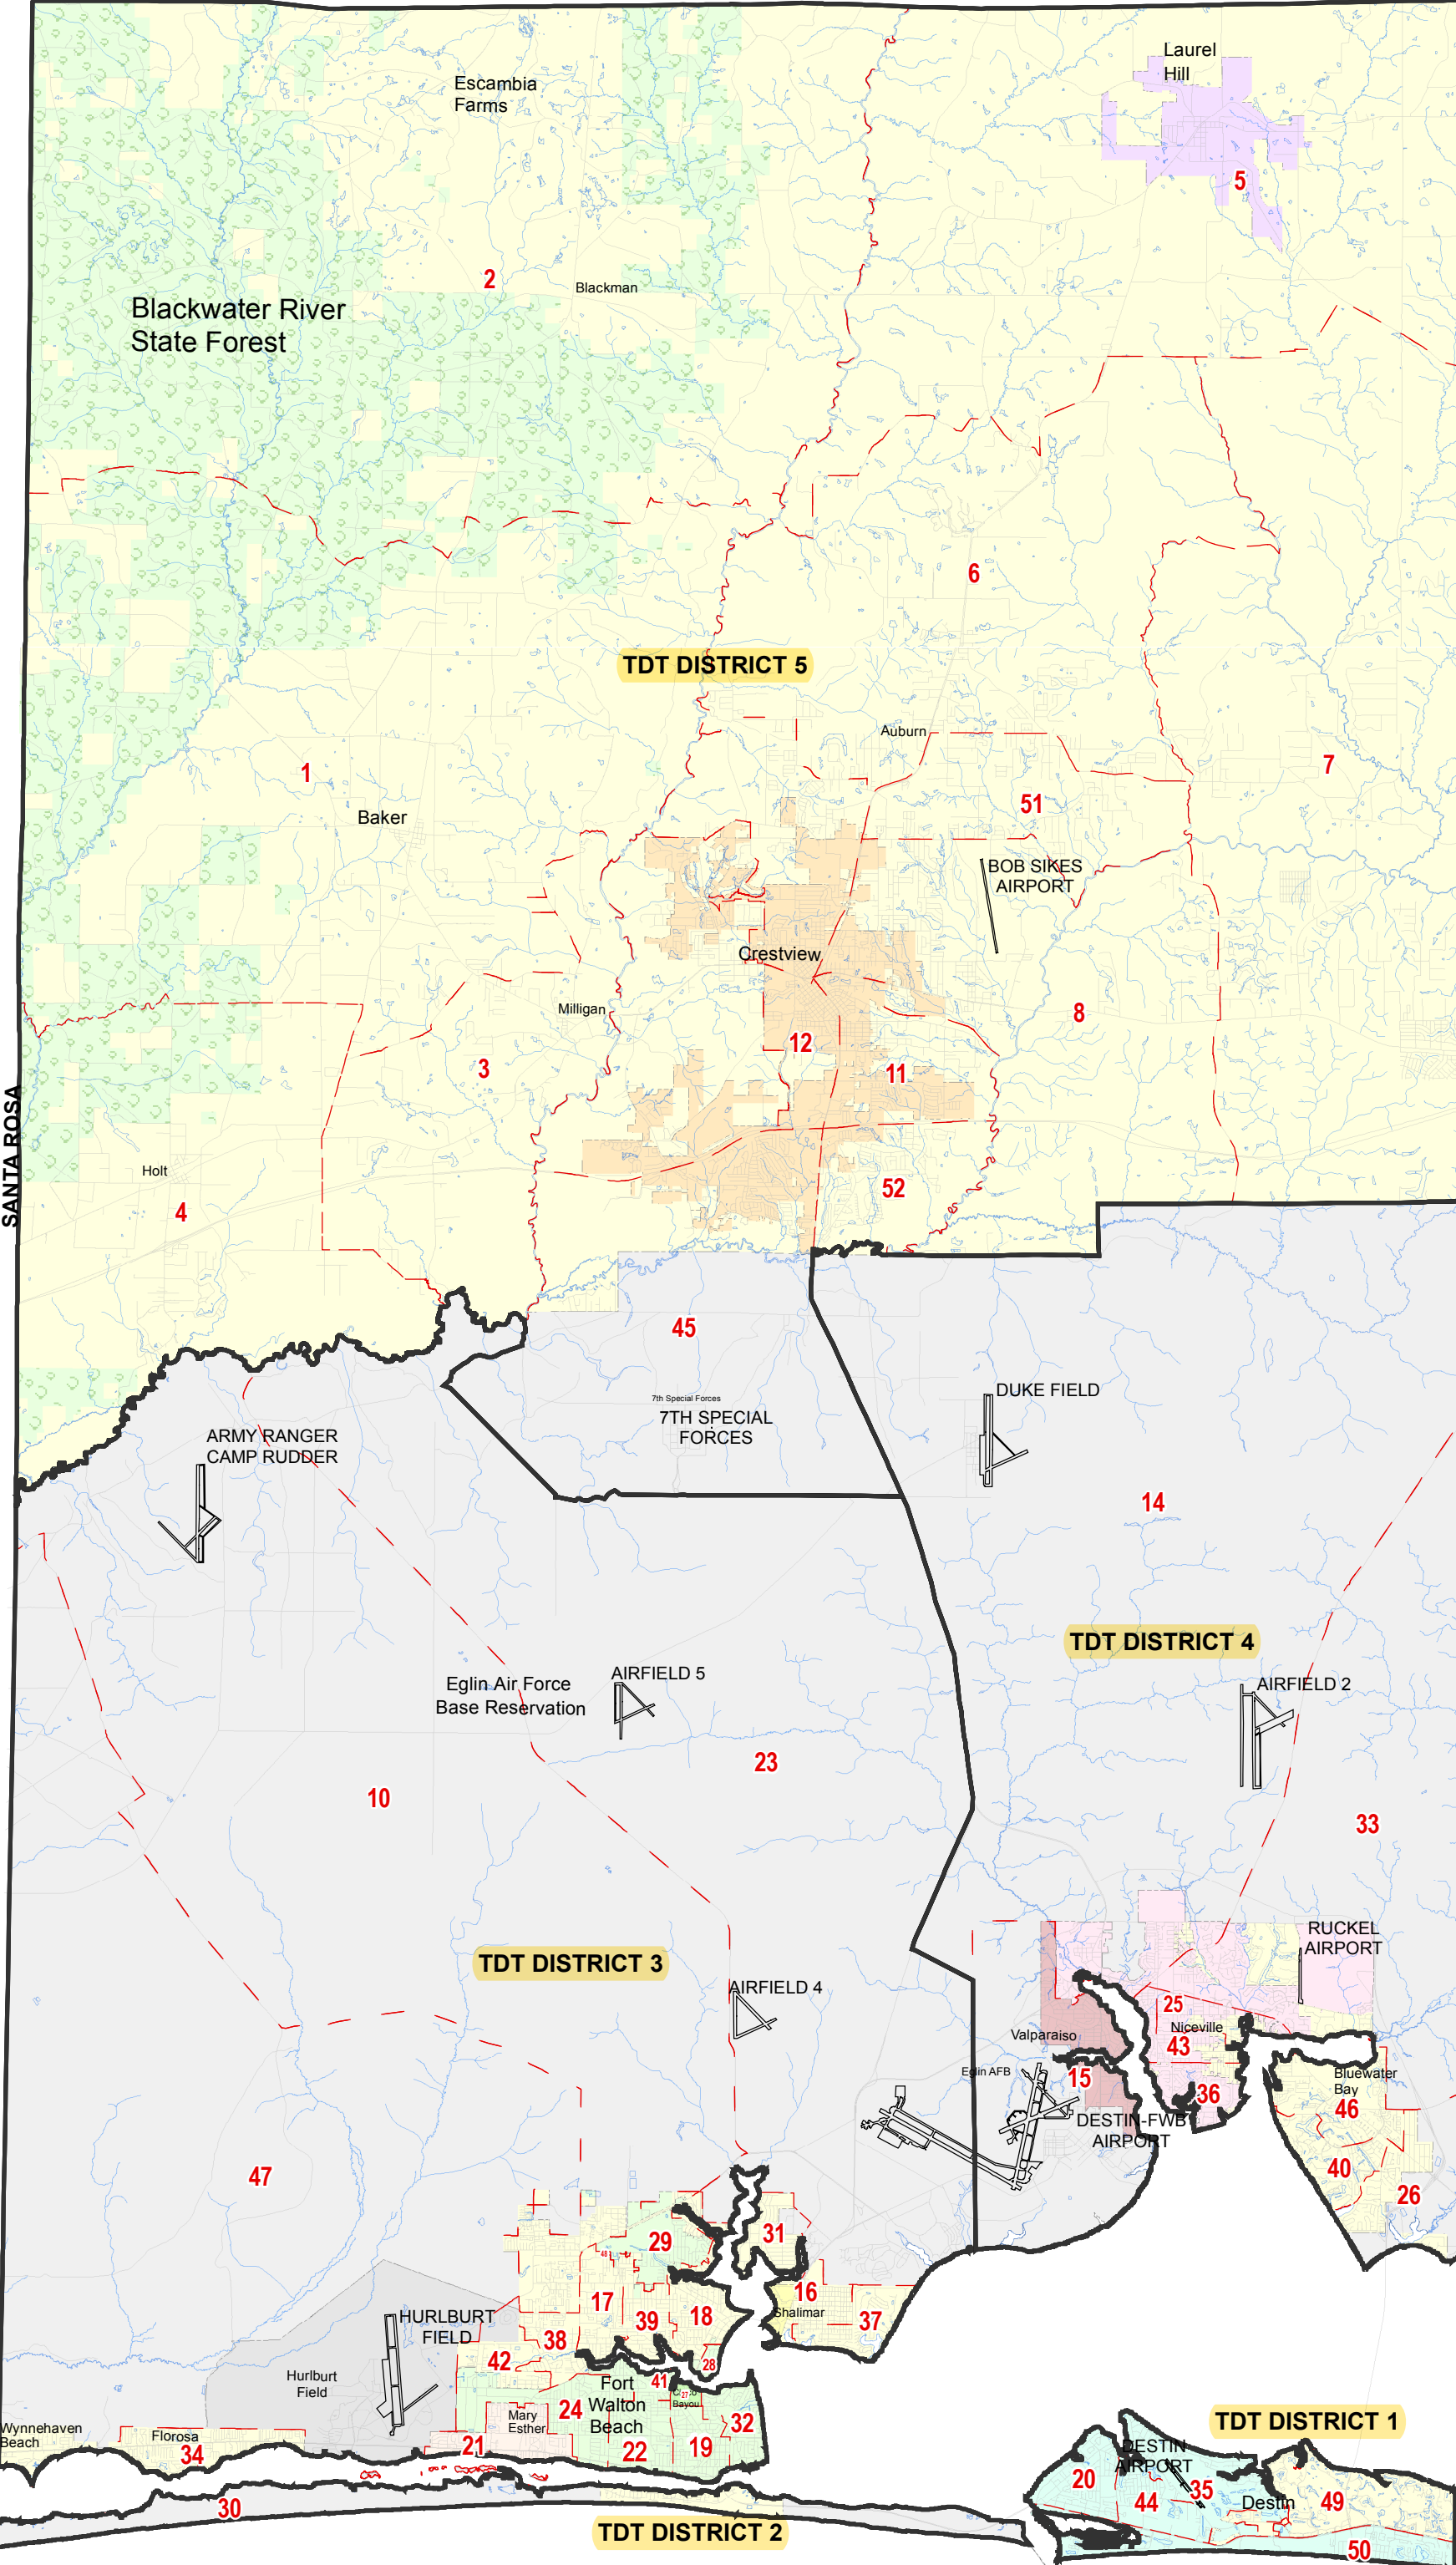 Laurel
Hill
Escambia
Farms
5
2
Blackman
Blackwater River
State Forest
6
TDT DISTRICT 5
Auburn
7
1
51
Baker
BOB SIKES
AIRPORT
Crestview
Milligan
8
12
3
11
SANTA ROSA
Holt
52
4
45
DUKE FIELD
7th Special Forces
7TH SPECIAL
FORCES
ARMY RANGER
CAMP RUDDER
14
TDT DISTRICT 4
AIRFIELD 5
Eglin Air Force
Base Reservation
AIRFIELD 2
23
10
33
RUCKEL
AIRPORT
TDT DISTRICT 3
AIRFIELD 4
25
Niceville
Valparaiso
43
Eglin AFB
15
Bluewater
Bay
36
46
DESTIN-FWB
AIRPORT
40
47
26
31
29
48
16
17
Shalimar
18
39
37
HURLBURT
FIELD
38
42
28
Hurlburt
Field
41
Fort
Walton
Beach
27
Bayou
24
Mary
Esther
32
TDT DISTRICT 1
Wynnehaven
Beach
Florosa
34
21
22
19
DESTIN
AIRPORT
20
35
44
Destin
49
30
TDT DISTRICT 2
50